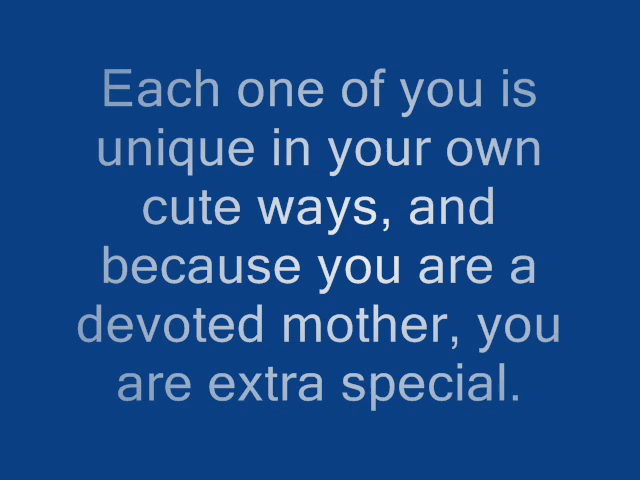 Each one of you is
unique in your own
cute ways, and
because you are a
devoted mother, you
are extra special.